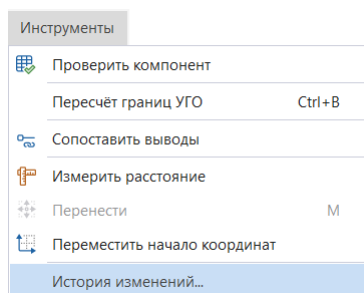 Инструменты
Проверить компонент
Пересчёт границ УГО Ctrl+B
Сопоставить выводы
Измерить расстояние
Перенести M
Переместить начало координат
История изменений...